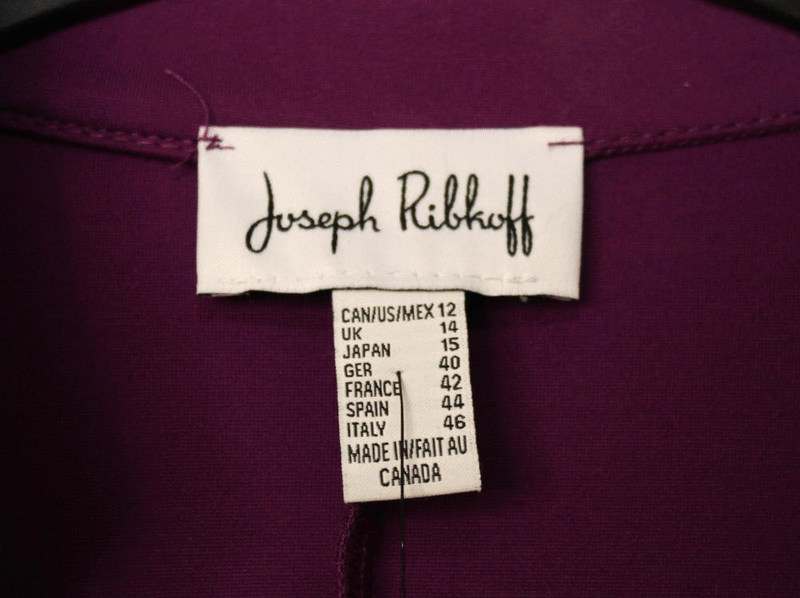 Joseph Ribkoff
CAN/US/MEX 12
UK 14
JAPAN 15
GER 40
FRANCE 42
SPAIN 44
ITALY 46
MADE IN/FAIT AU
CANADA